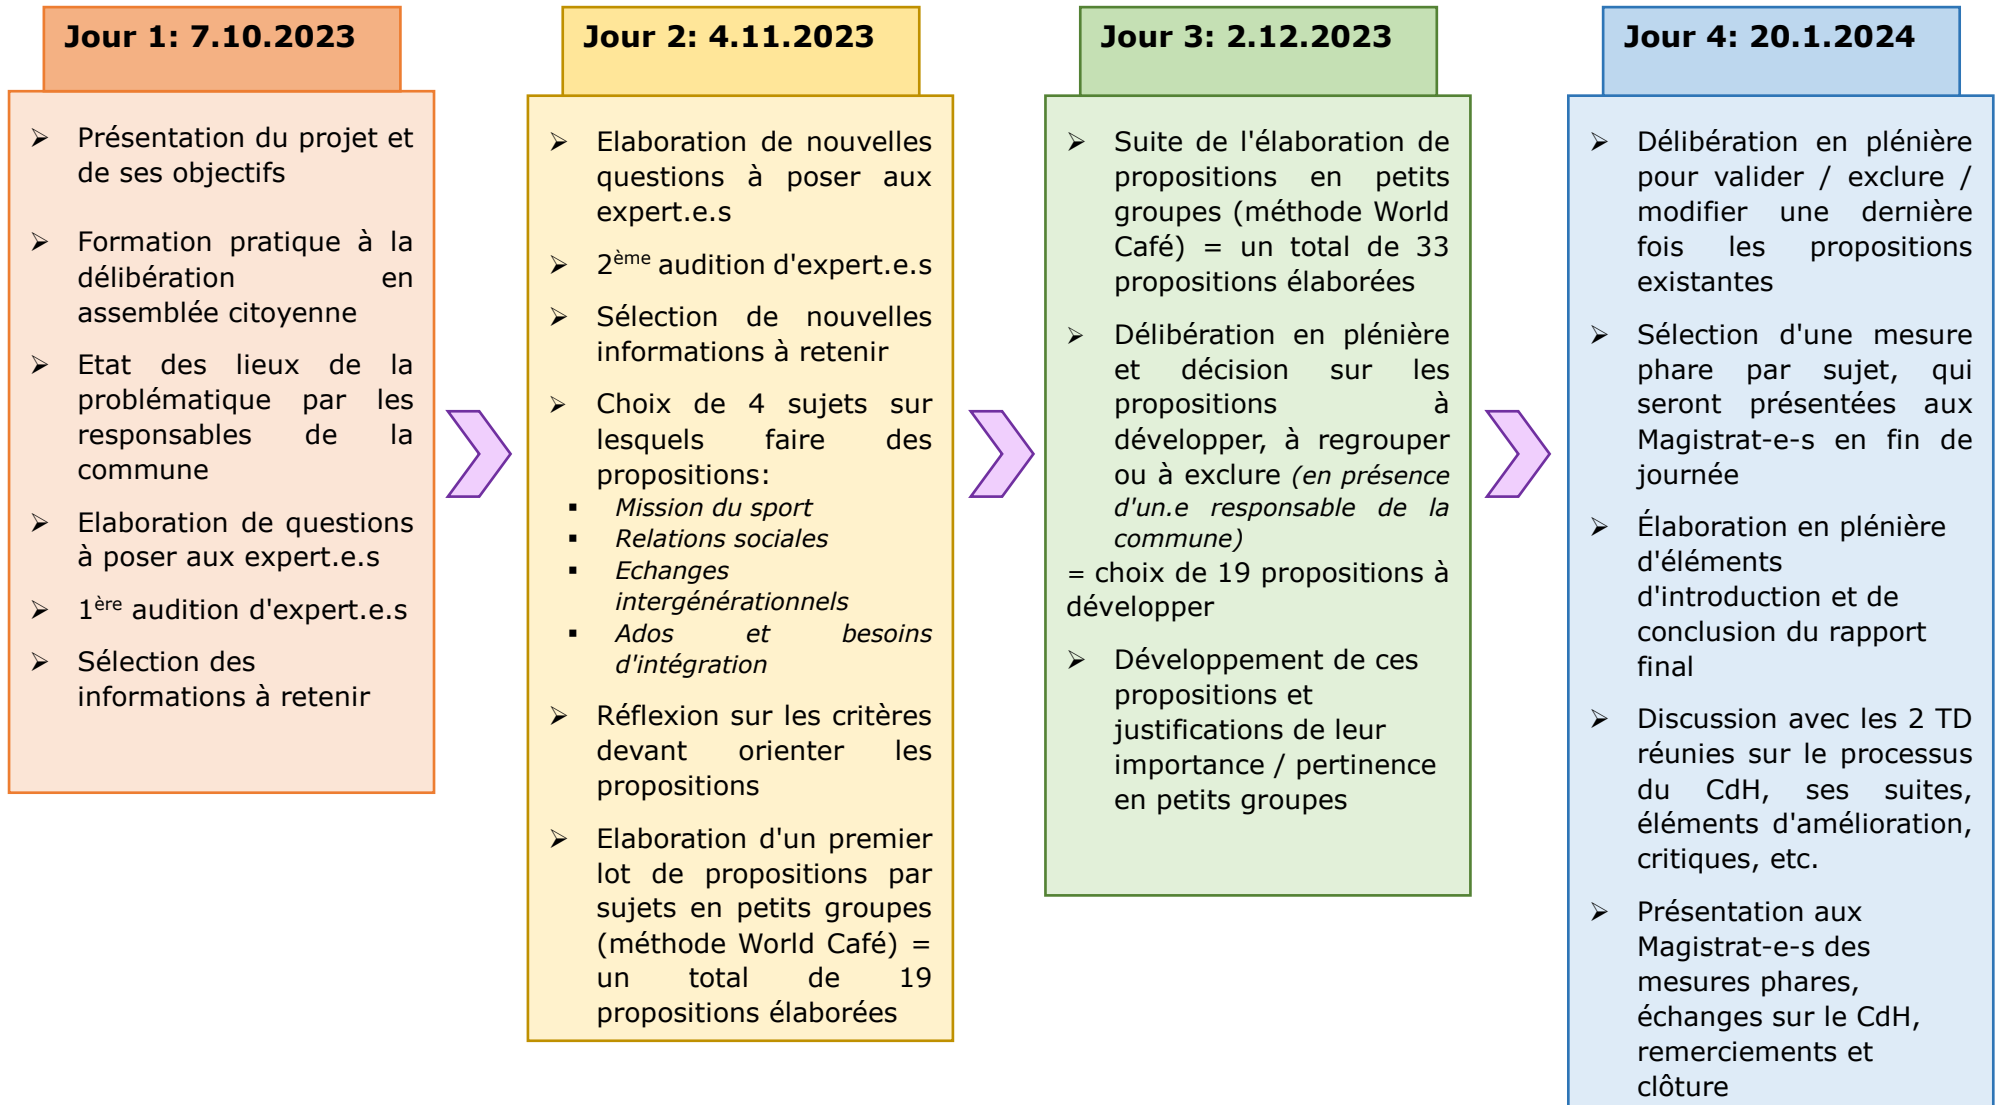 Jour 1: 7.10.2023
➢ Présentation du projet et
de ses objectifs
➢ Formation pratique à la
délibération en
assemblée citoyenne
➢ Etat des lieux de la
problématique par les
responsables de la
commune
➢ Elaboration de questions
à poser aux expert.e.s
➢ 1ère audition d'expert.e.s
➢ Sélection des
informations à retenir
Jour 2: 4.11.2023
➢ Elaboration de nouvelles
questions à poser aux
expert.e.s
➢ 2ème audition d'expert.e.s
➢ Sélection de nouvelles
informations à retenir
➢ Choix de 4 sujets sur
lesquels faire des
propositions:
▪ Mission du sport
▪ Relations sociales
▪ Echanges
intergénérationnels
▪ Ados et besoins
d'intégration
➢ Réflexion sur les critères
devant orienter les
propositions
➢ Elaboration d'un premier
lot de propositions par
sujets en petits groupes
(méthode World Café) =
un total de 19
propositions élaborées
Jour 3: 2.12.2023
➢ Suite de l'élaboration de
propositions en petits
groupes (méthode World
Café) = un total de 33
propositions élaborées
➢ Délibération en plénière
et décision sur les
propositions à
développer, à regrouper
ou à exclure (en présence
d'un.e responsable de la
commune)
= choix de 19 propositions à
développer
➢ Développement de ces
propositions et
justifications de leur
importance / pertinence
en petits groupes
Jour 4: 20.1.2024
➢ Délibération en plénière
pour valider / exclure /
modifier une dernière
fois les propositions
existantes
➢ Sélection d'une mesure
phare par sujet, qui
seront présentées aux
Magistrat-e-s en fin de
journée
➢ Élaboration en plénière
d'éléments
d'introduction et de
conclusion du rapport
final
➢ Discussion avec les 2 TD
réunies sur le processus
du CdH, ses suites,
éléments d'amélioration,
critiques, etc.
➢ Présentation aux
Magistrat-e-s des
mesures phares,
échanges sur le CdH,
remerciements et
clôture